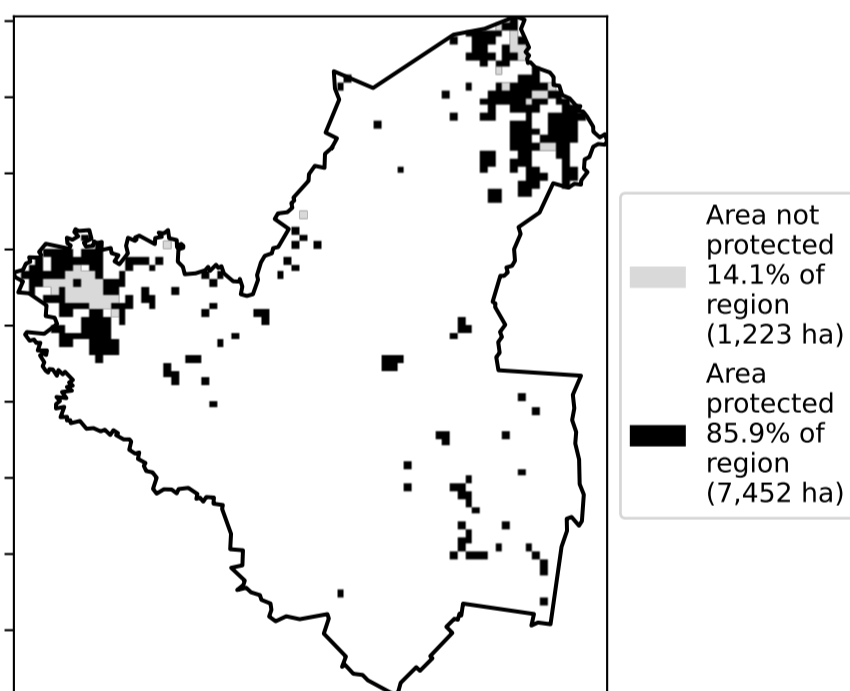 Area not
protected
14.1% of
region
(1,223 ha)
Area
protected
85.9% of
region
(7,452 ha)